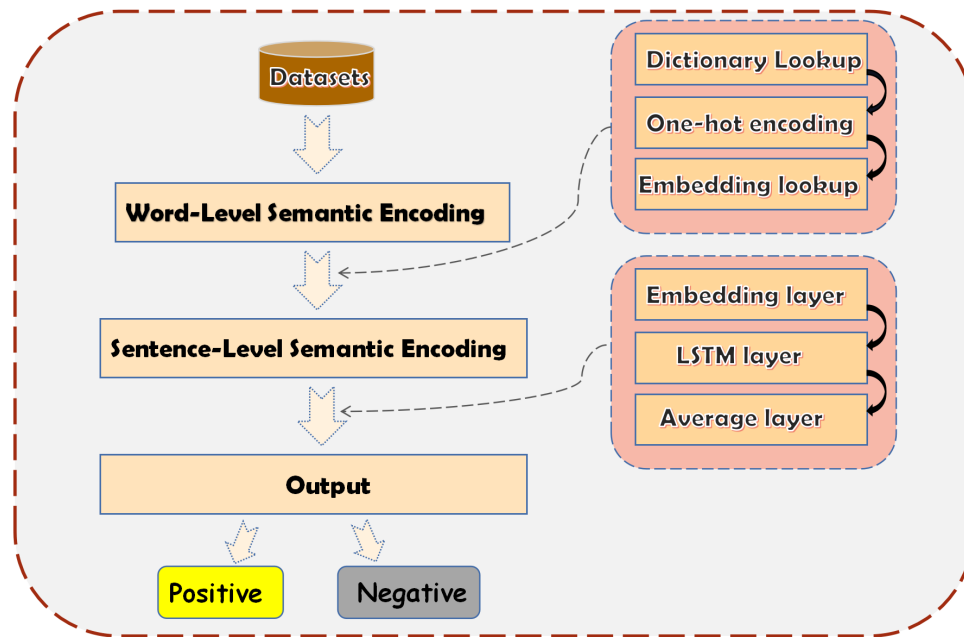 Datasets
Word-Level Semantic Encoding
Sentence-Level Semantic Encoding
Output
Positive
Negative
Dictionary Lookup
One-hot encoding
Embedding lookup
Embedding layer
LSTM layer
Average layer